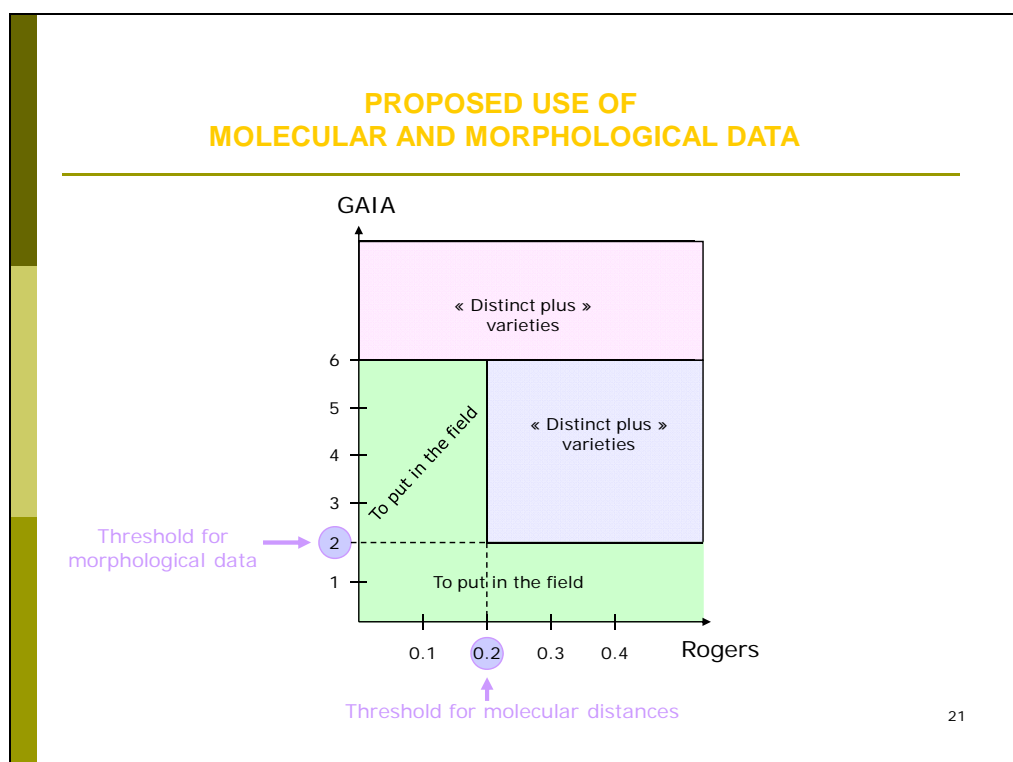 PROPOSED USE OF
MOLECULAR AND MORPHOLOGICAL DATA
GAIA
« Distinct plus »
varieties
6
5
4
3
2
1
To put in the field
« Distinct plus »
varieties
Threshold for
morphological data
To put in the field
0.1 0.2 0.3 0.4 Rogers
Threshold for molecular distances
21